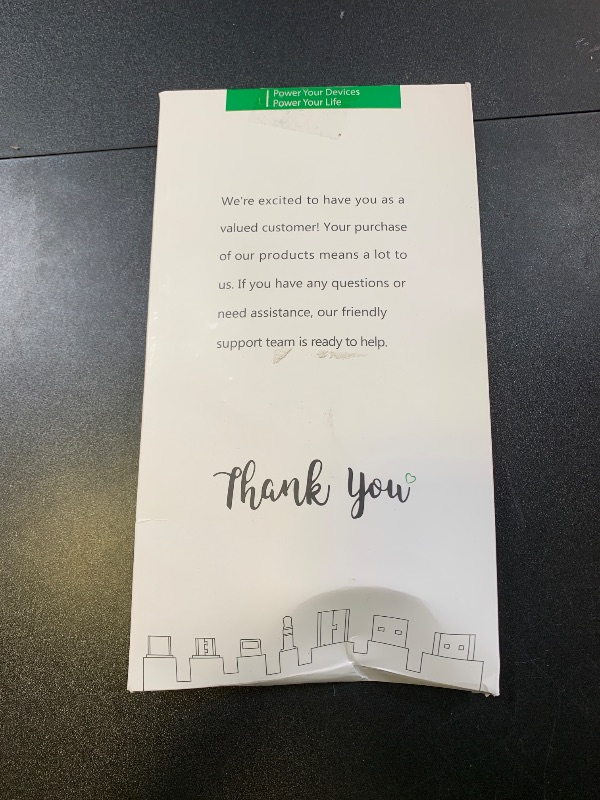 Power Your Devices
Power Your Life
We're excited to have you as a
valued customer! Your purchase
of our products means a lot to
us. If you have any questions or
need assistance, our friendly
support team is ready to help.
Thank You